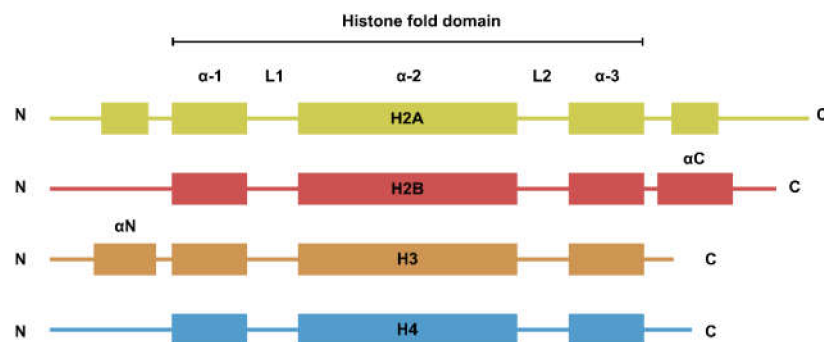 Histone fold domain
α-1 L1 α-2 L2 α-3
N H2A C
αC
N H2B C
αN
N H3 C
N H4 C